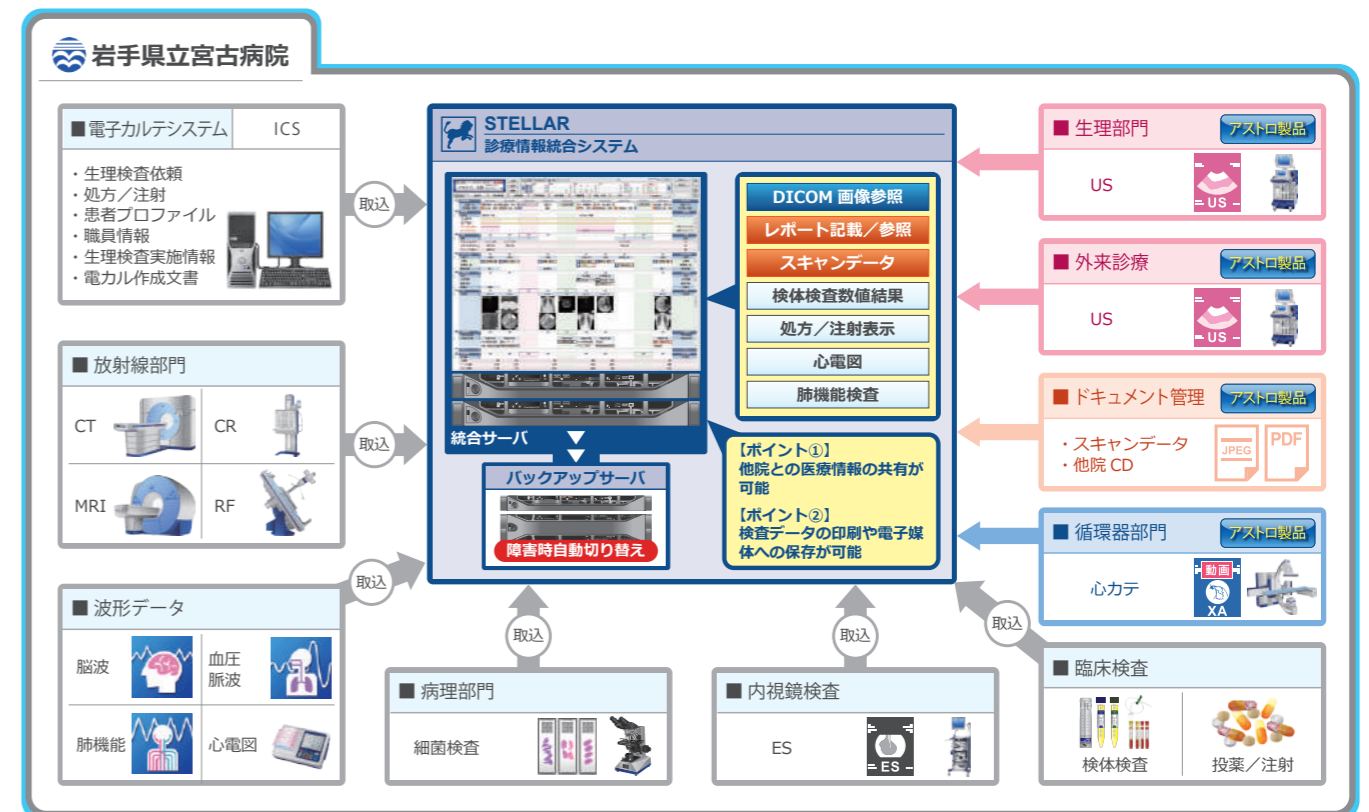 岩手県立宮古病院
■電子カルテシステム ICS
・生理検査依頼
・処方／注射
・患者プロファイル
・職員情報
・生理検査実施情報
・電カル作成文書
取込
■ 放射線部門
CT
CR
MRI
RF
取込
■ 波形データ
脳波
血圧
脈波
肺機能
心電図
取込
STELLAR
診療情報統合システム
統合サーバ
バックアップサーバ
障害時自動切り替え
DICOM 画像参照
レポート記載／参照
スキャンデータ
検体検査数値結果
処方／注射表示
心電図
肺機能検査
【ポイント①】
他院との医療情報の共有が
可能
【ポイント②】
検査データの印刷や電子媒
体への保存が可能
取込
■ 病理部門
細菌検査
取込
■ 内視鏡検査
ES
ES
■ 生理部門 アストロ製品
US
US
■ 外来診療 アストロ製品
US
US
■ ドキュメント管理 アストロ製品
・スキャンデータ
・他院 CD
JPEG
PDF
■ 循環器部門 アストロ製品
心カテ
動画
XA
取込
■ 臨床検査
検体検査
投薬／注射